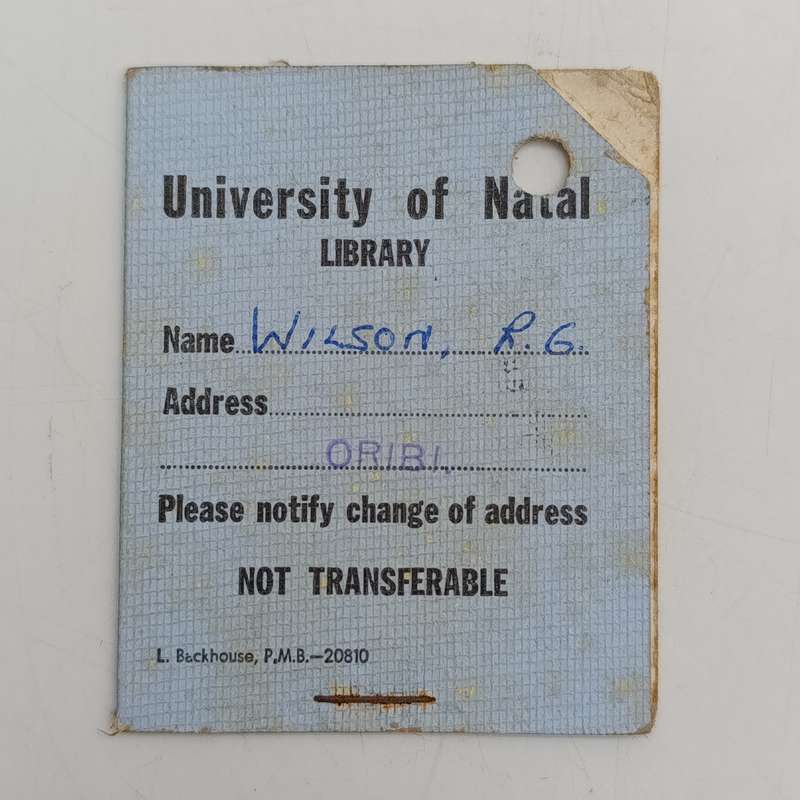 University of Natal
LIBRARY
Name WILSON, R. G.
Address
ORIBI.
Please notify change of address
NOT TRANSFERABLE
L. Backhouse, P.M.B.—20810